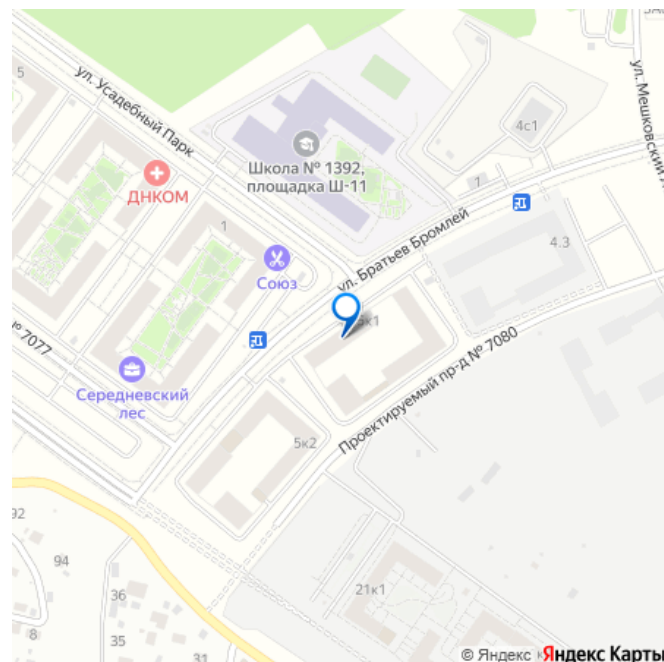 5
ул. Усадебный Парк
ул. Мешковский
4с1
Школа № 1392,
площадка Ш-11
ДНКОМ
1
1
4.3
ул. Братьев Бромлей
Союз
№ 7077
5к1
Проектируемый пр-д № 7080
Середневский
лес
5к2
92
94
36
21к1
8
35
31
© Яндекс
Яндекс Карты